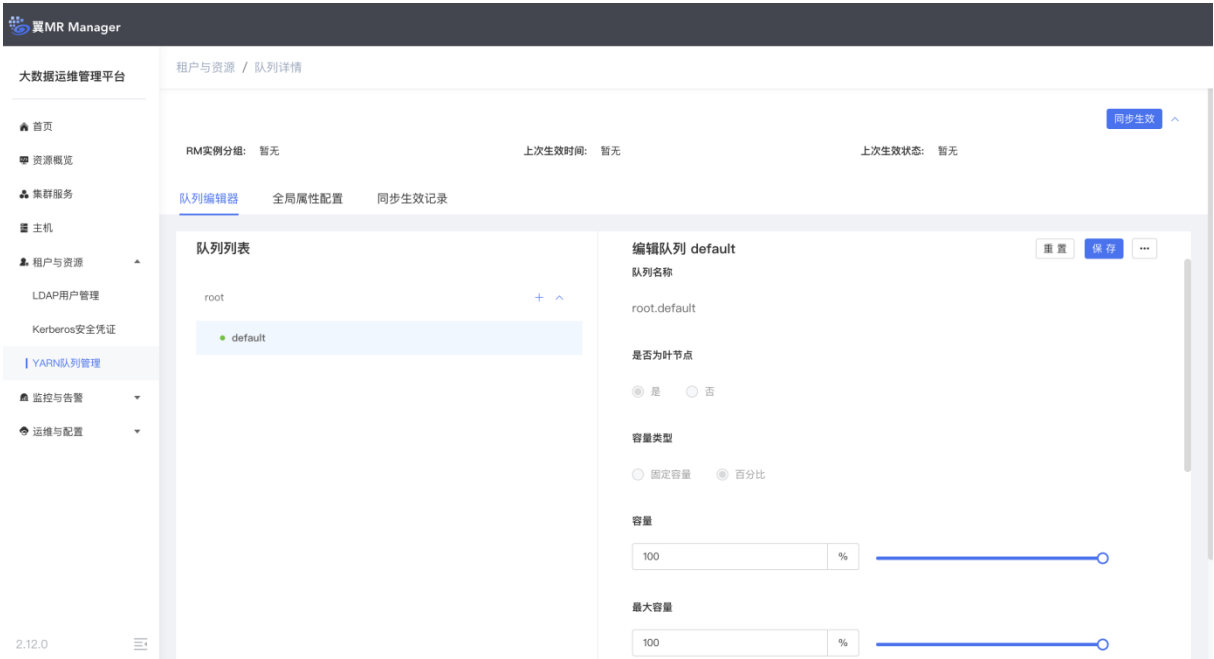 翼MR Manager
大数据运维管理平台
首页
资源概览
集群服务
主机
租户与资源
LDAP用户管理
Kerberos安全凭证
YARN队列管理
监控与告警
运维与配置
2.12.0
租户与资源 / 队列详情
同步生效
RM实例分组: 暂无 上次生效时间: 暂无 上次生效状态: 暂无
队列编辑器 全局属性配置 同步生效记录
队列列表
root
default
编辑队列 default
重置 保存 ···
队列名称
root.default
是否为叶节点
是 否
容量类型
固定容量 百分比
容量
100 %
最大容量
100 %